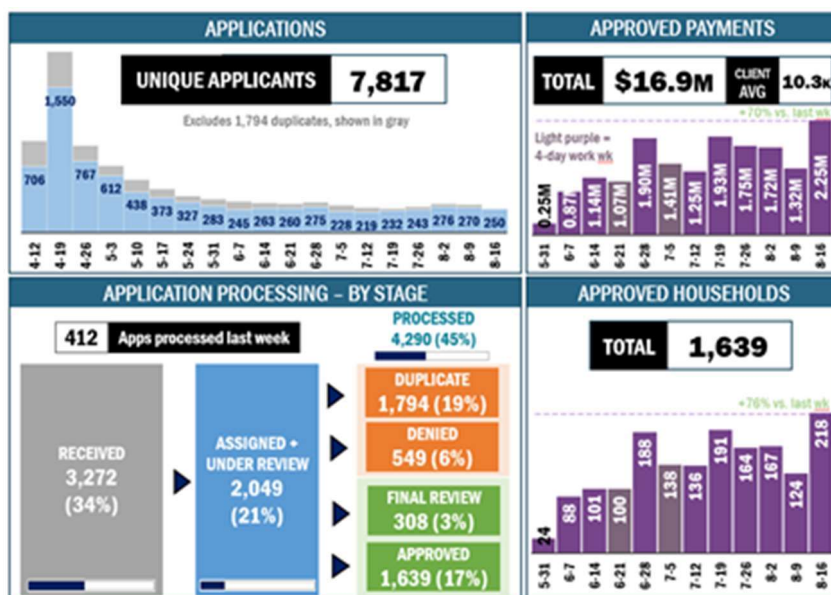 APPLICATIONS
UNIQUE APPLICANTS 7,817
Excludes 1,794 duplicates, shown in gray
706 1,550 767 612 438 373 327 283 245 263 260 275 228 219 232 243 276 270 250
4-12 4-19 4-26 5-3 5-10 5-17 5-24 5-31 6-7 6-14 6-21 6-28 7-5 7-12 7-19 7-26 8-2 8-9 8-16
APPROVED PAYMENTS
TOTAL $16.9M CLIENT AVG 10.3K
+70% vs. last wk
Light purple =
4-day work wk
0.25M 0.87M 1.14M 1.07M 1.90M 1.41M 1.25M 1.93M 1.75M 1.72M 1.32M 2.25M
5-31 6-7 6-14 6-21 6-28 7-5 7-12 7-19 7-26 8-2 8-9 8-16
APPLICATION PROCESSING – BY STAGE
412 Apps processed last week
PROCESSED
4,290 (45%)
RECEIVED
3,272
(34%)
ASSIGNED +
UNDER REVIEW
2,049
(21%)
DUPLICATE
1,794 (19%)
DENIED
549 (6%)
FINAL REVIEW
308 (3%)
APPROVED
1,639 (17%)
APPROVED HOUSEHOLDS
TOTAL 1,639
+76% vs. last wk
24 88 101 100 188 138 136 191 164 167 124 218
5-31 6-7 6-14 6-21 6-28 7-5 7-12 7-19 7-26 8-2 8-9 8-16